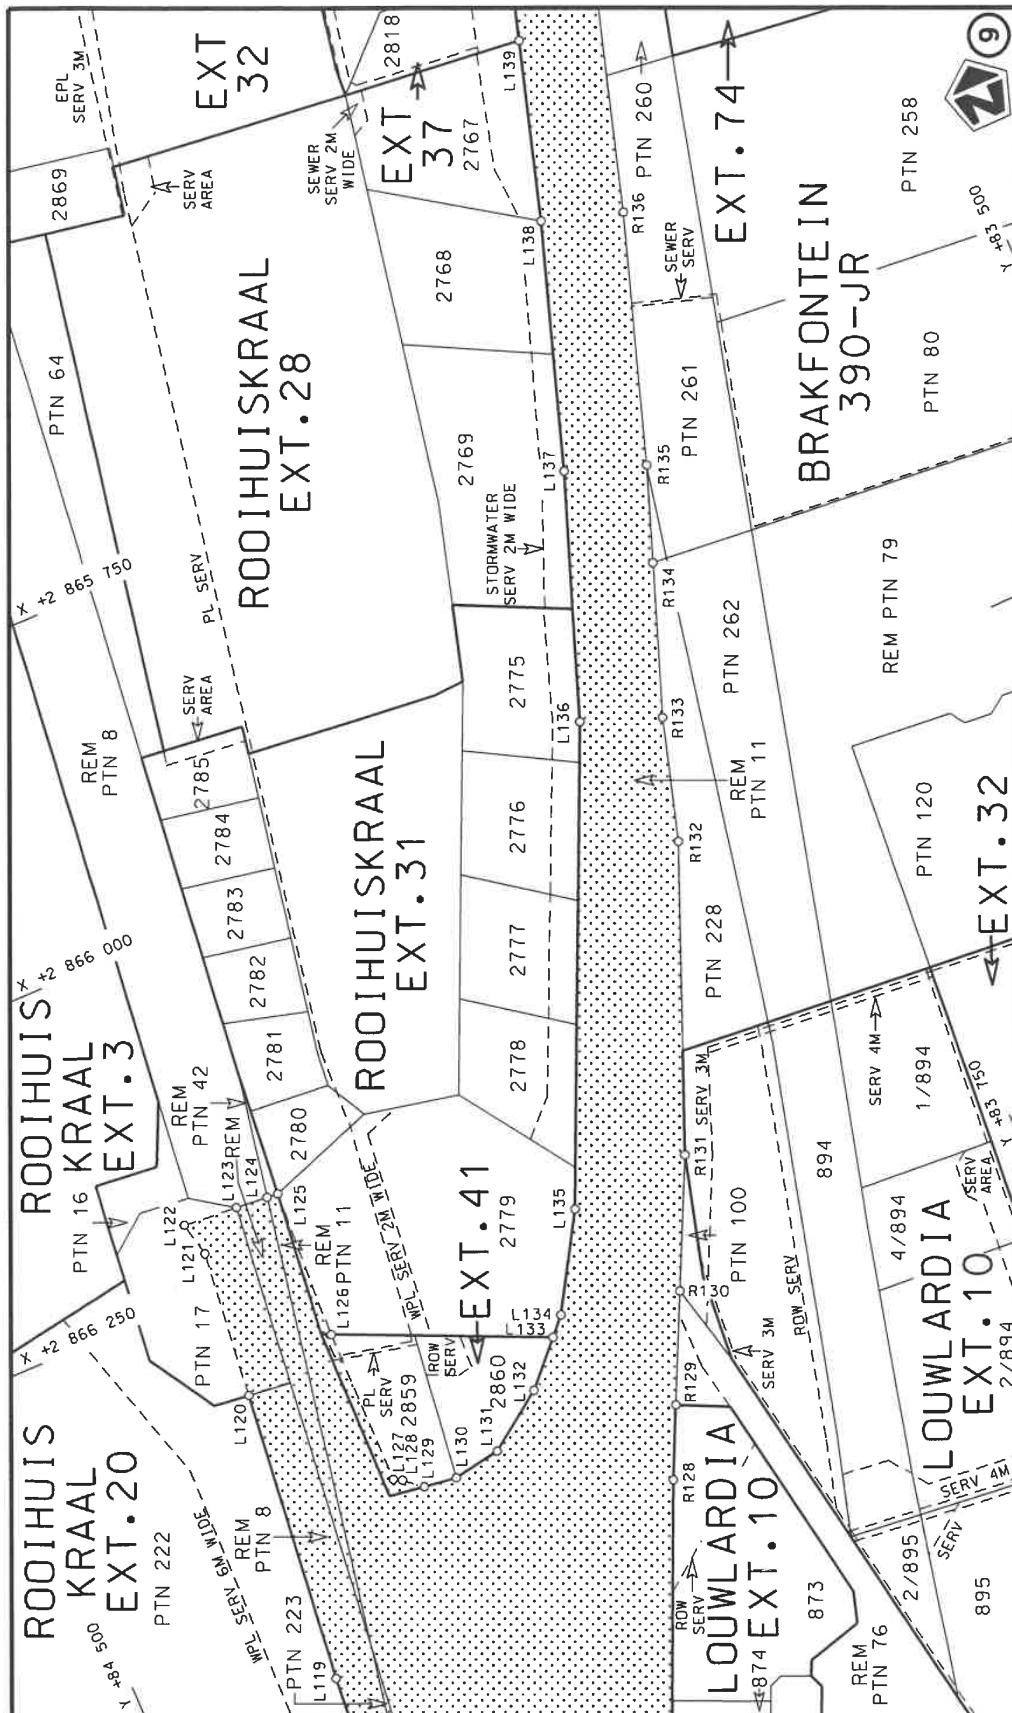 ROOIHUIS
KRAAL
EXT.20
PTN 222
Y +84 500
WPL SERV 6M WIDE
PTN 223
L119
REM
PTN 8
L120
PTN 17
X +2 866 250
PTN 16
ROOIHUIS
KRAAL
EXT.3
L121
L122
L123
L124
L125
REM
REM
PTN 42
REM
PTN 11
L126
X +2 866 000
REM
PTN 8
X +2 865 750
PTN 64
2869
EPL
SERV 3M
SERV
AREA
EXT
32
2818
SEWER
SERV 2M
WIDE
EXT
37
2767
L139
ROOIHUISKRAAL
EXT.28
PL SERV
SERV
AREA
2785
2784
2783
2782
2781
2780
ROOIHUISKRAAL
EXT.31
2768
2769
L138
L137
STORMWATER
SERV 2M WIDE
2775
L136
2776
2777
2778
2779
L135
EXT.41
WPL SERV 2M WIDE
ROW
SERV
PL
SERV
2859
2860
L127
L128
L129
L130
L131
L132
L133
L134
R128
R129
R130
R131
R132
R133
R134
R135
R136
PTN 260
EXT.74
SEWER
SERV
PTN 261
PTN 262
REM
PTN 11
PTN 228
BRAKFONTEIN
390-JR
PTN 258
Y +83 500
PTN 80
REM PTN 79
PTN 120
EXT.32
SERV 3M
PTN 100
ROW SERV
SERV 3M
894
SERV 4M
1/894
4/894
SERV
AREA
Y +83 750
LOUWLARDIA
EXT.10
2/894
SERV 4M
SERV
2/895
895
LOUWLARDIA
EXT.10
ROW
SERV
874
873
REM
PTN 76
9